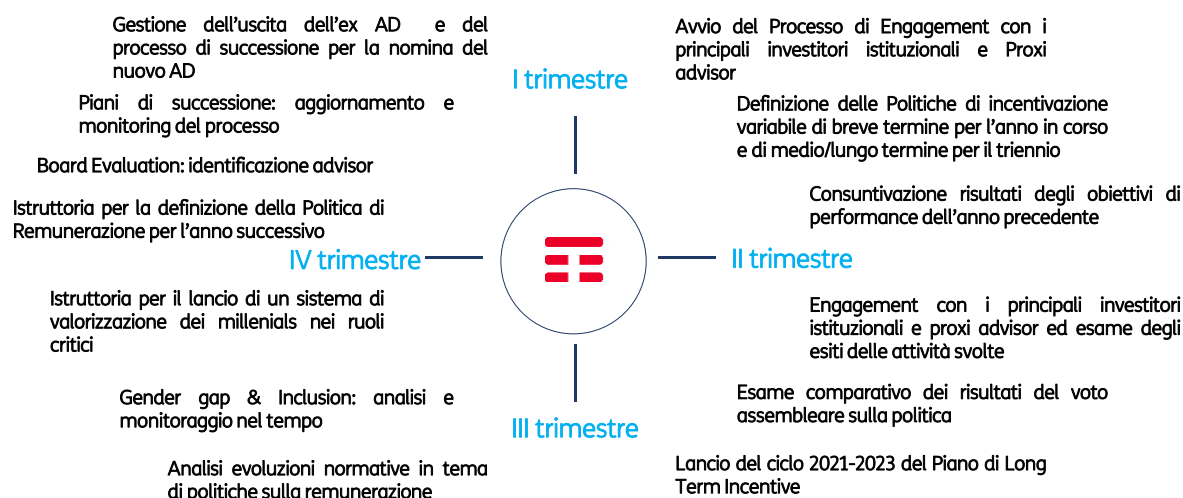 Gestione dell'uscita dell'ex AD e del
processo di successione per la nomina del
nuovo AD
Piani di successione: aggiornamento e
monitoring del processo
Board Evaluation: identificazione advisor
Istruttoria per la definizione della Politica di
Remunerazione per l'anno successivo
I trimestre
Avvio del Processo di Engagement con i
principali investitori istituzionali e Proxi
advisor
Definizione delle Politiche di incentivazione
variabile di breve termine per l'anno in corso
e di medio/lungo termine per il triennio
Consuntivazione risultati degli obiettivi di
performance dell'anno precedente
IV trimestre
II trimestre
Istruttoria per il lancio di un sistema di
valorizzazione dei millenials nei ruoli
critici
Gender gap & Inclusion: analisi e
monitoraggio nel tempo
Analisi evoluzioni normative in tema
di politiche sulla remunerazione
III trimestre
Engagement con i principali investitori
istituzionali e proxi advisor ed esame degli
esiti delle attività svolte
Esame comparativo dei risultati del voto
assembleare sulla politica
Lancio del ciclo 2021-2023 del Piano di Long
Term Incentive